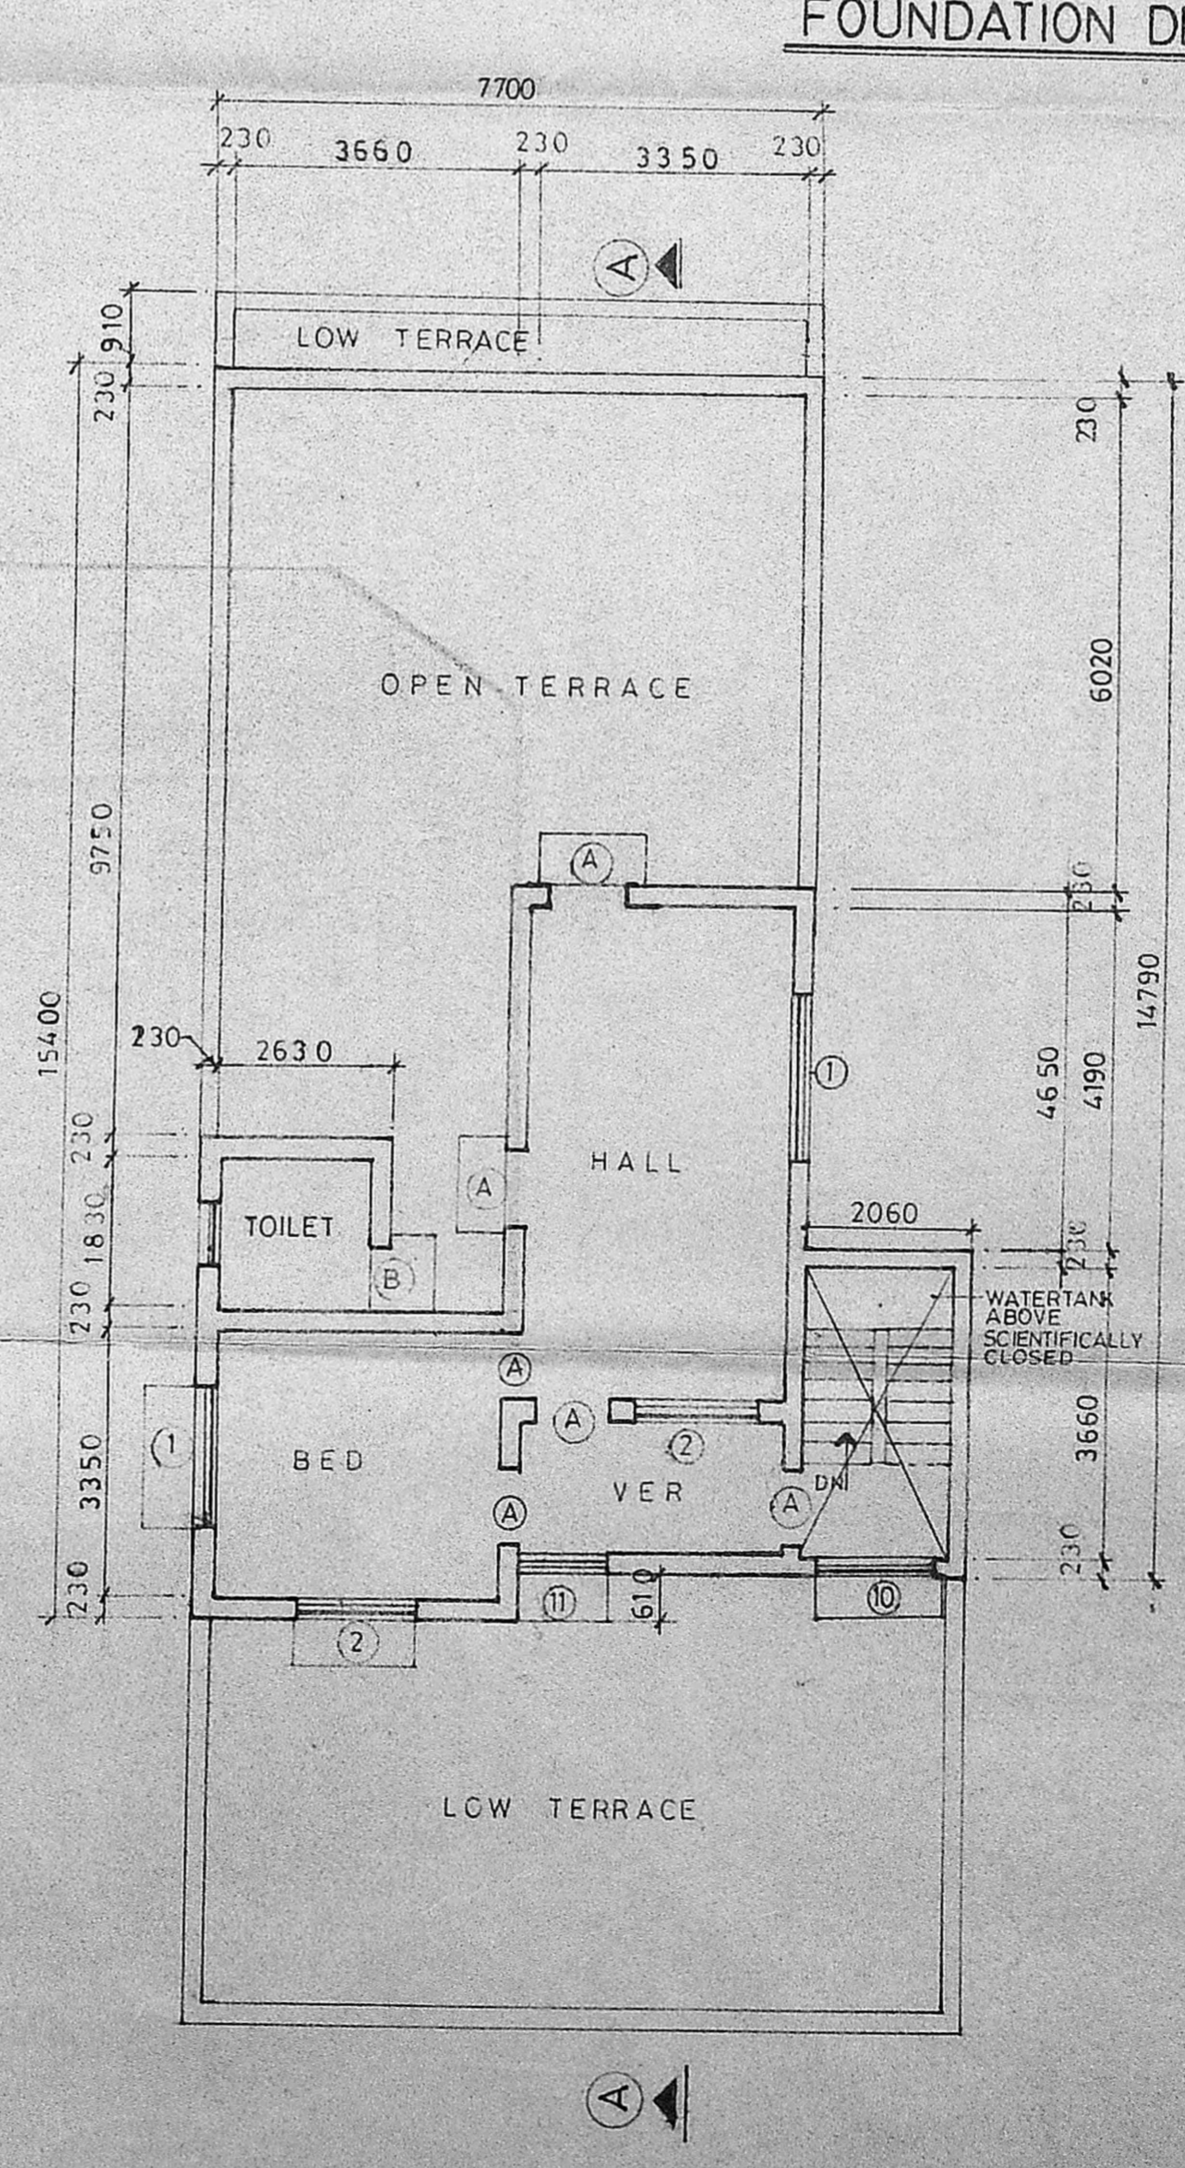 FOUNDATION
7700
230
3660
230
3350
230
A
910
LOW TERRACE
230
230
6020
OPEN TERRACE
9750
A
230
14790
15400
230
2630
1
4650
4190
230
HALL
A
1830
TOILET
2060
230
B
230
WATERTANK
ABOVE
SCIENTIFICALLY
CLOSED
A
A
3660
1
2
3350
BED
VER
DN
A
A
230
230
11
610
10
2
LOW TERRACE
A